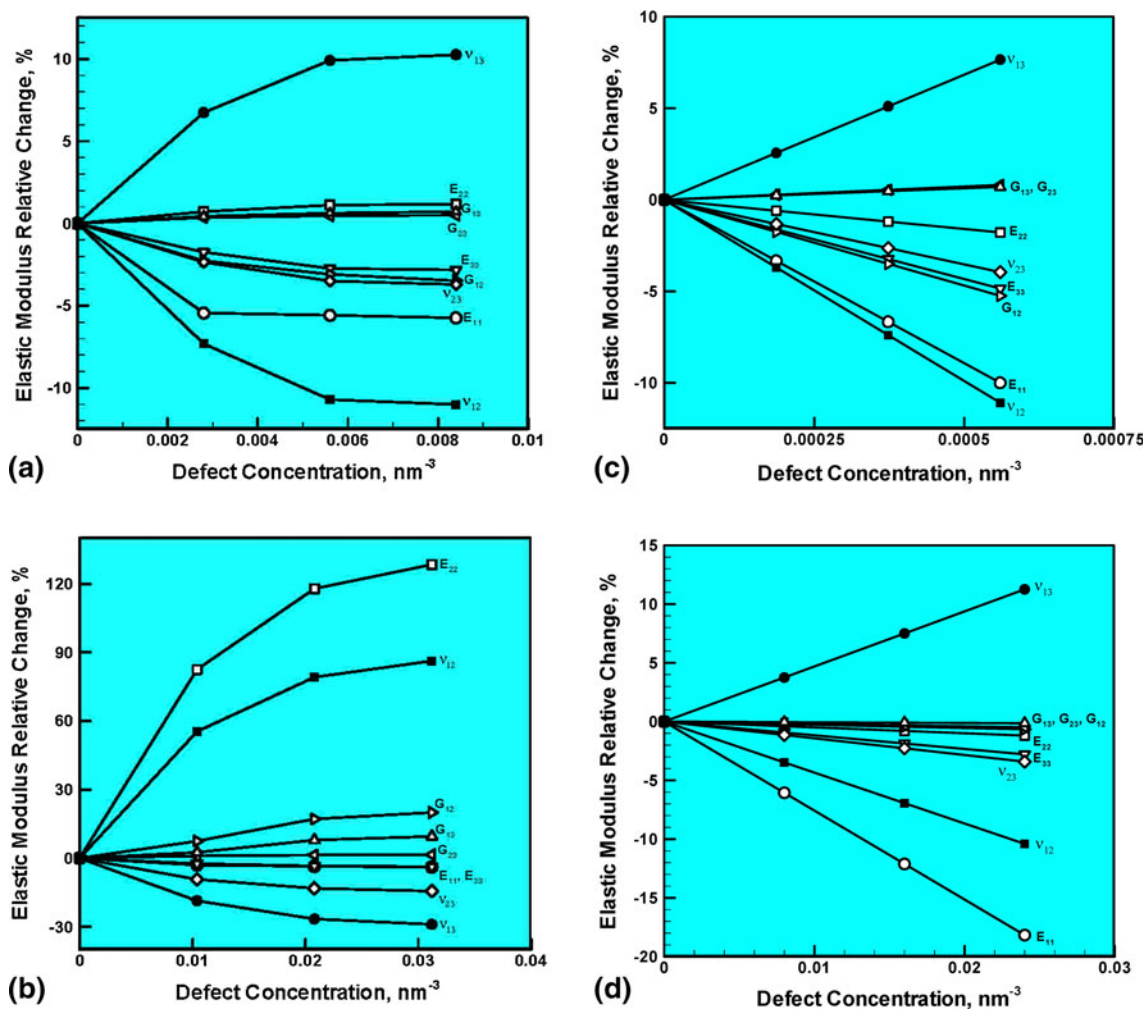 Elastic Modulus Relative Change, %
10
5
0
-5
-10
ν13
E22
G13
G23
E33
G12
ν23
E11
ν12
0 0.002 0.004 0.006 0.008 0.01
(a) Defect Concentration, nm-3
Elastic Modulus Relative Change, %
10
5
0
-5
-10
ν13
G13, G23
E22
ν23
E33
G12
E11
ν12
0 0.00025 0.0005 0.00075
(c) Defect Concentration, nm-3
Elastic Modulus Relative Change, %
120
90
60
30
0
-30
E22
ν12
G12
G13
G23
E11, E33
ν23
ν13
0 0.01 0.02 0.03 0.04
(b) Defect Concentration, nm-3
Elastic Modulus Relative Change, %
15
10
5
0
-5
-10
-15
-20
ν13
G13, G23, G12
E22
E33
ν23
ν12
E11
0 0.01 0.02 0.03
(d) Defect Concentration, nm-3